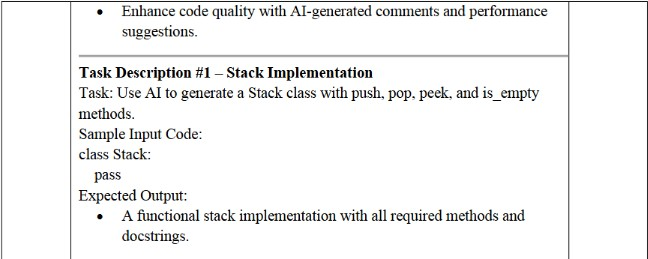 • Enhance code quality with AI-generated comments and performance
suggestions.
Task Description #1 – Stack Implementation
Task: Use AI to generate a Stack class with push, pop, peek, and is_empty
methods.
Sample Input Code:
class Stack:
pass
Expected Output:
• A functional stack implementation with all required methods and
docstrings.